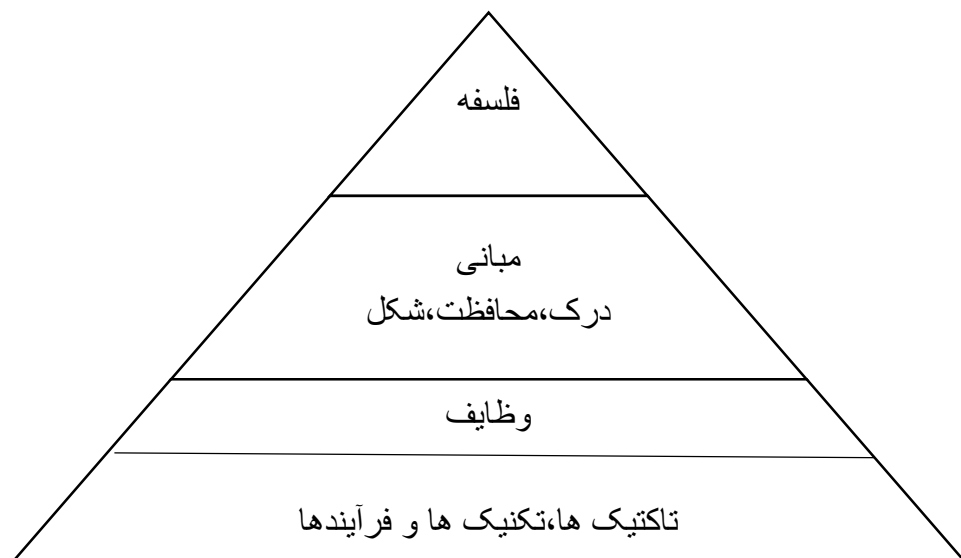 فلسفه
مبانی
درک،محافظت،شکل
وظایف
تاکتیک ها،تکنیک ها و فرآیندها